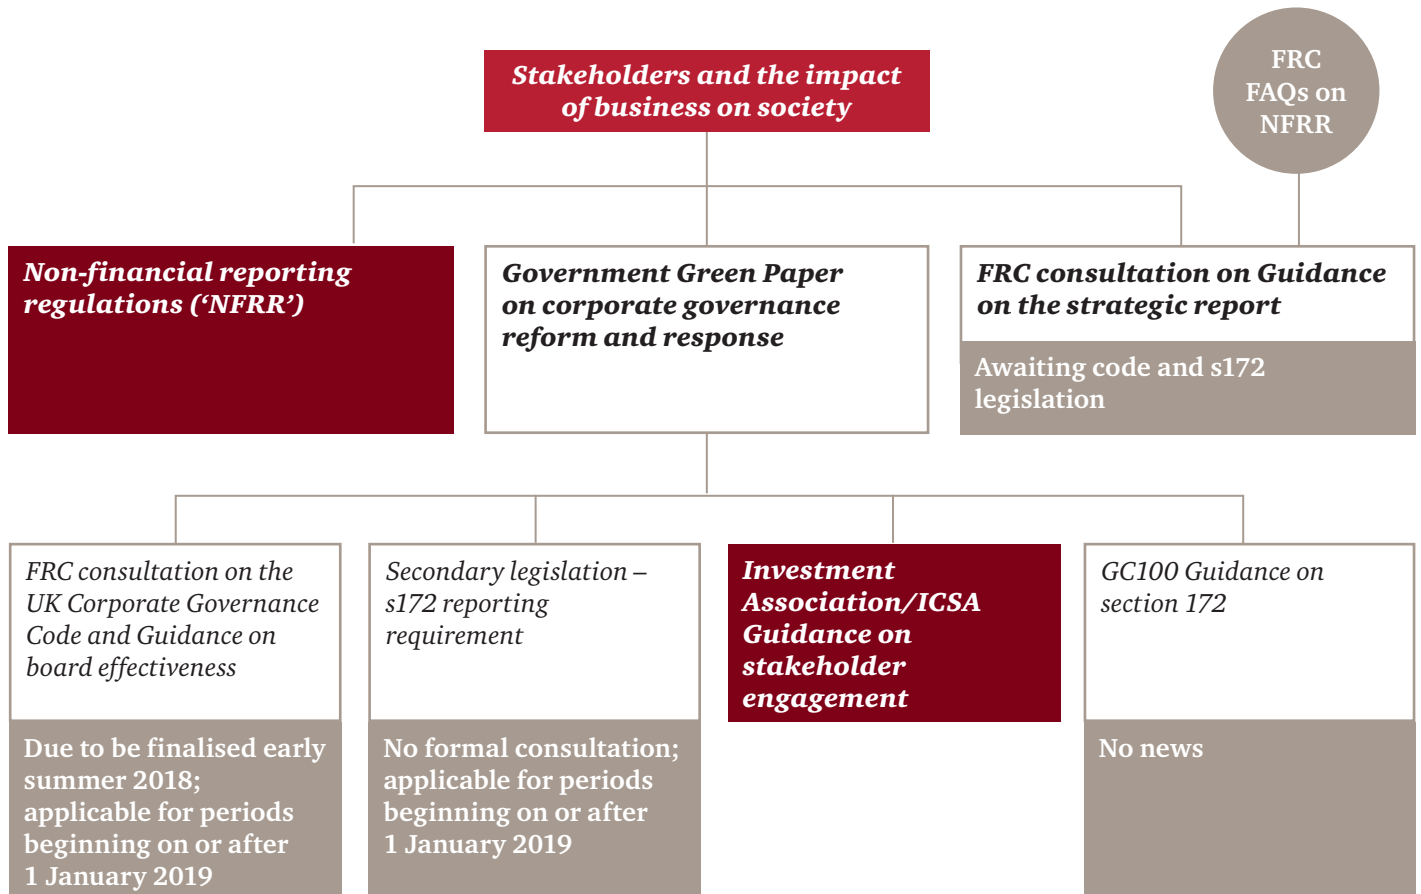 Stakeholders and the impact
of business on society
FRC
FAQs on
NFRR
Non-financial reporting
regulations (‘NFRR’)
Government Green Paper
on corporate governance
reform and response
FRC consultation on Guidance
on the strategic report
Awaiting code and s172
legislation
FRC consultation on the
UK Corporate Governance
Code and Guidance on
board effectiveness
Due to be finalised early
summer 2018;
applicable for periods
beginning on or after
1 January 2019
Secondary legislation –
s172 reporting
requirement
No formal consultation;
applicable for periods
beginning on or after
1 January 2019
Investment
Association/ICSA
Guidance on
stakeholder
engagement
GC100 Guidance on
section 172
No news